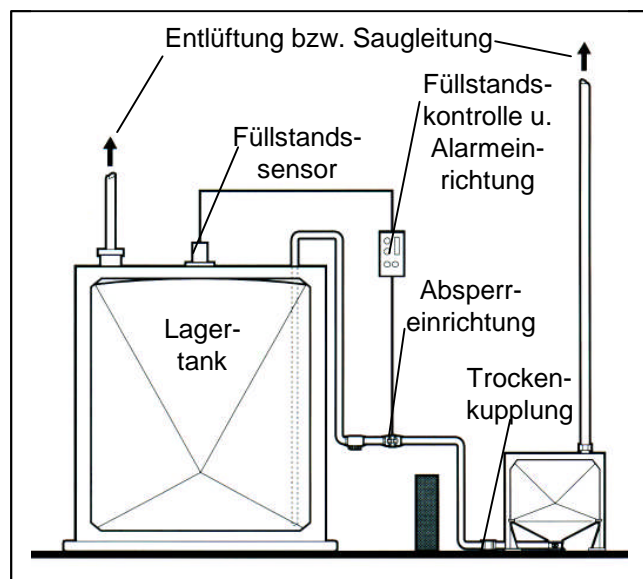 Entlüftung bzw. Saugleitung
Füllstands-
kontrolle u.
Alarmein-
richtung
Füllstands-
sensor
Absperr-
einrichtung
Lager-
tank
Trocken-
kupplung